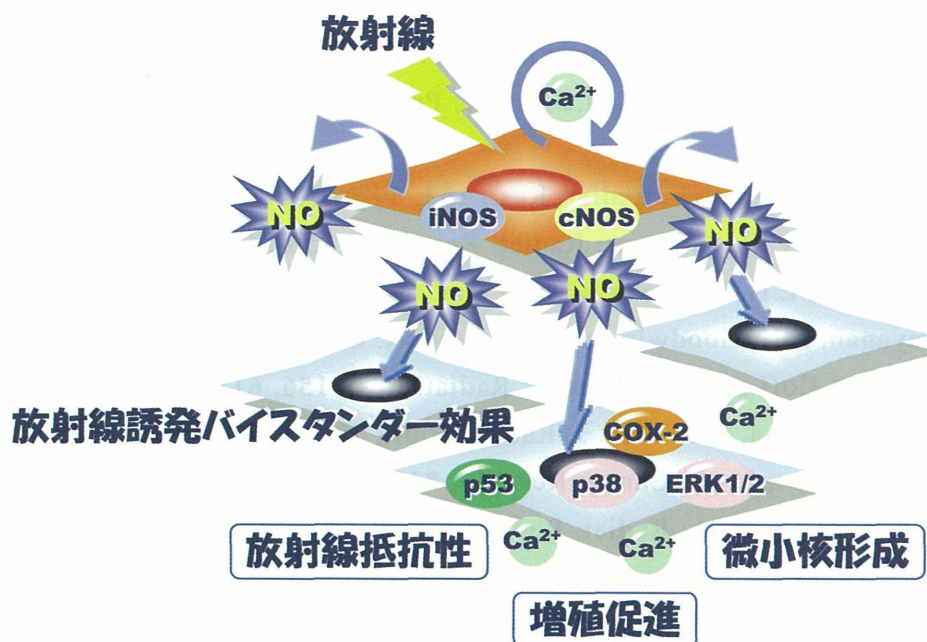 放射線
Ca²⁺
NO
iNOS
cNOS
NO
NO
NO
放射線誘発バイスタンダー効果
Ca²⁺
COX-2
p53
p38
ERK1/2
放射線抵抗性
Ca²⁺
Ca²⁺
微小核形成
増殖促進